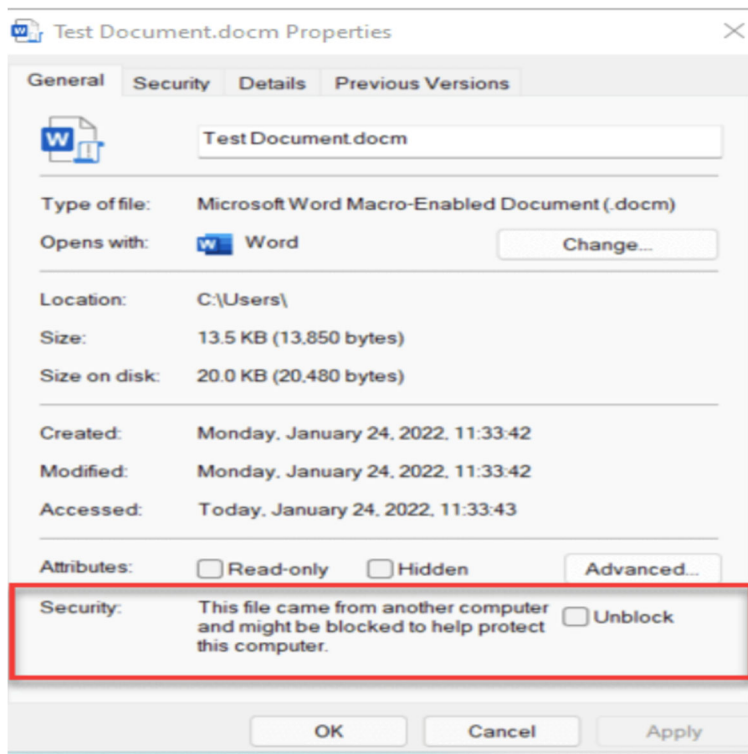 Test Document.docm Properties
General Security Details Previous Versions
Test Document.docm
Type of file: Microsoft Word Macro-Enabled Document (.docm)
Opens with: Word Change...
Location: C:\Users\
Size: 13.5 KB (13,850 bytes)
Size on disk: 20.0 KB (20,480 bytes)
Created: Monday, January 24, 2022, 11:33:42
Modified: Monday, January 24, 2022, 11:33:42
Accessed: Today, January 24, 2022, 11:33:43
Attributes: Read-only Hidden Advanced...
Security: This file came from another computer
and might be blocked to help protect
this computer.
Unblock
OK Cancel Apply